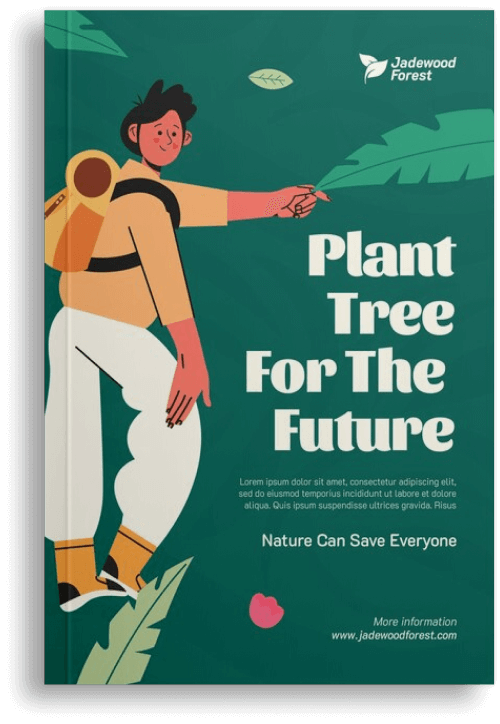 Jadewood
Forest
Plant
Tree
For The
Future
Lorem ipsum dolor sit amet, consectetur adipiscing elit,
sed do eiusmod temporius incididunt ut labore et dolore
aliqua. Quis ipsum suspendisse ultrices gravida. Risus
Nature Can Save Everyone
More information
www.jadewoodforest.com